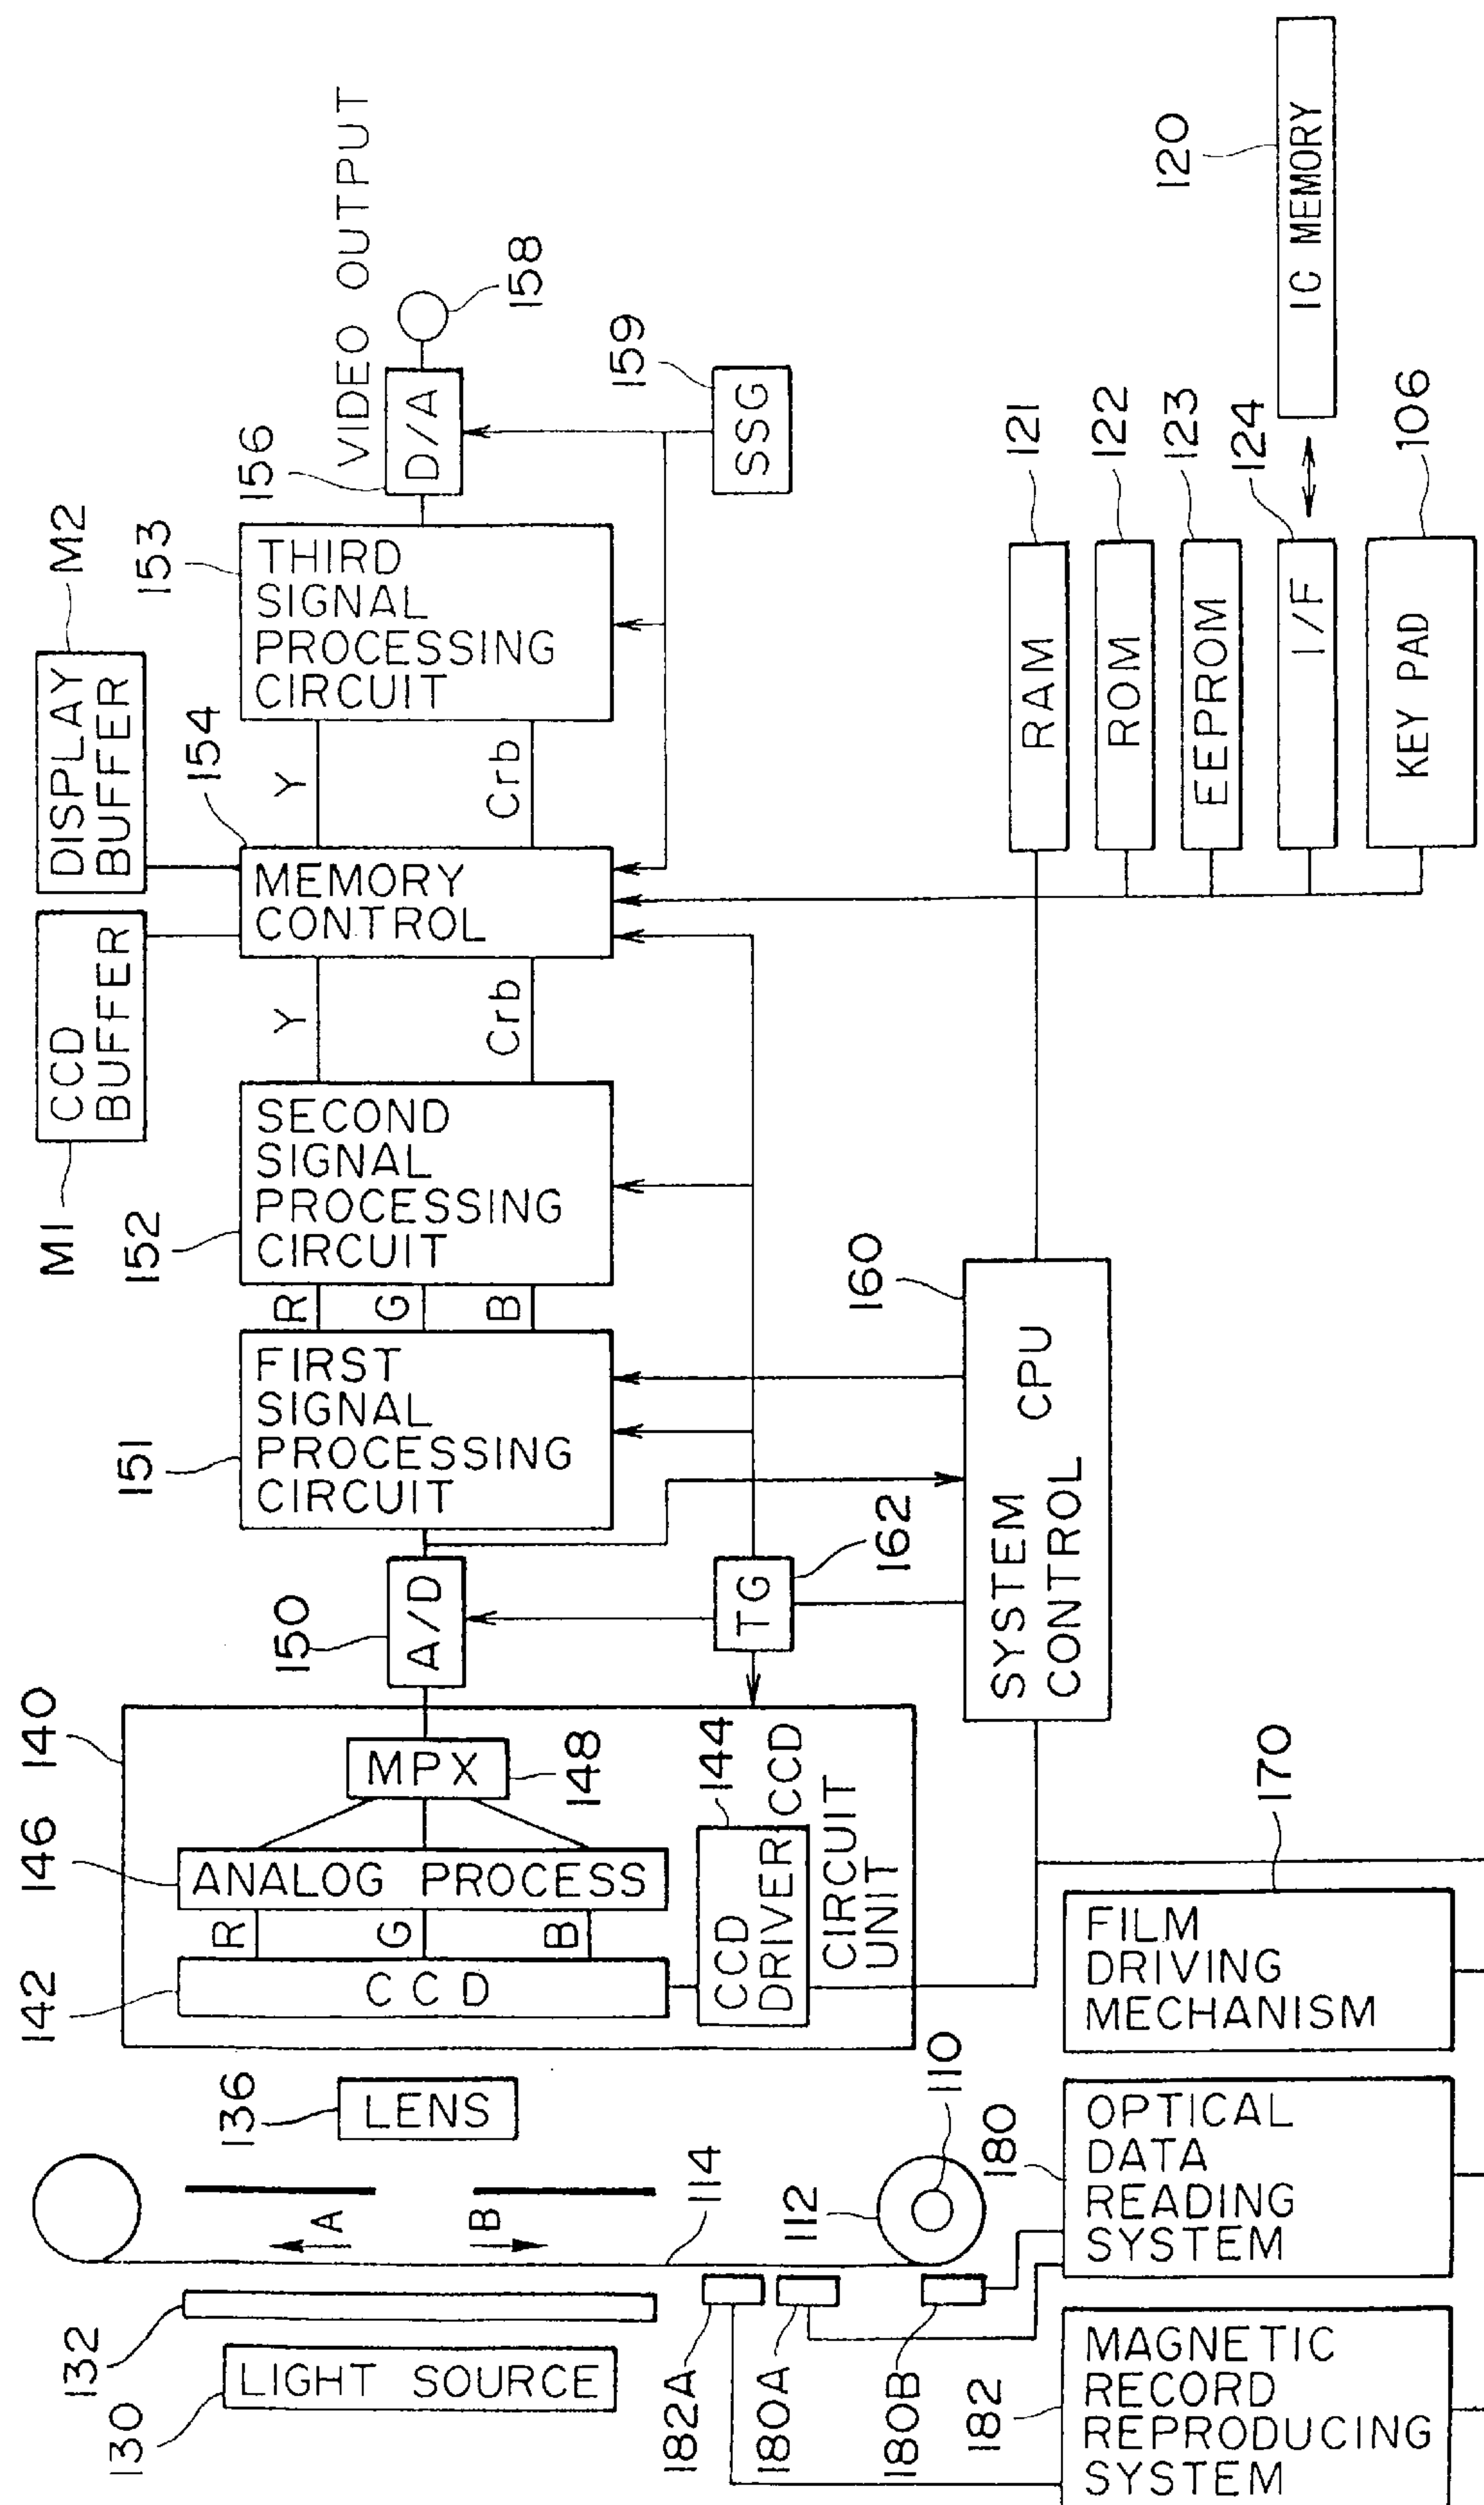 M1
CCD
BUFFER
DISPLAY
BUFFER
M2
140
146
142
CCD
R
G
B
ANALOG PROCESS
MPX
148
144
CCD
DRIVER
CCD
CIRCUIT
UNIT
150
A/D
151
FIRST
SIGNAL
PROCESSING
CIRCUIT
R
G
B
152
SECOND
SIGNAL
PROCESSING
CIRCUIT
Y
Crb
154
MEMORY
CONTROL
Y
Crb
153
THIRD
SIGNAL
PROCESSING
CIRCUIT
156
D/A
VIDEO OUTPUT
158
159
SSG
TG
162
160
SYSTEM
CONTROL
CPU
RAM
121
ROM
122
EEPROM
123
I/F
124
KEY PAD
106
IC MEMORY
120
130
LIGHT SOURCE
132
136
LENS
A
B
114
112
110
182A
180A
180B
182
MAGNETIC
RECORD
REPRODUCING
SYSTEM
180
OPTICAL
DATA
READING
SYSTEM
170
FILM
DRIVING
MECHANISM